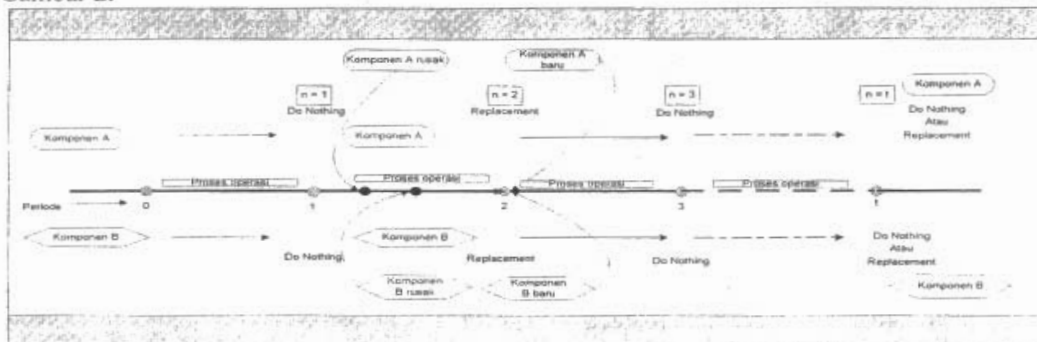 Komponen A rusak
Komponen A
baru
n = 1
n = 2
n = 3
n = t
Komponen A
Do Nothing
Replacement
Do Nothing
Do Nothing
Atau
Replacement
Komponen A
Komponen A
Proses operasi
Proses operasi
Proses operasi
Proses operasi
Periode
0
1
2
3
t
Komponen B
Komponen B
Do Nothing
Replacement
Do Nothing
Do Nothing
Atau
Replacement
Komponen B
rusak
Komponen
B baru
Komponen B